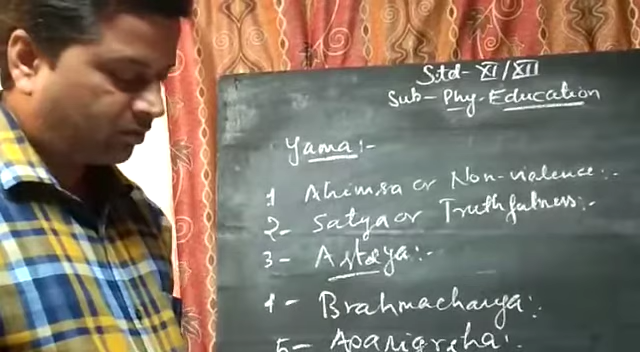 Std- XI/XII
Sub- Phy. Education
Yama:-
1 Ahimsa or Non-violence:-
2- Satya or Truthfulness:-
3- Asteya:-
4- Brahmacharya:-
5- Aparigraha: